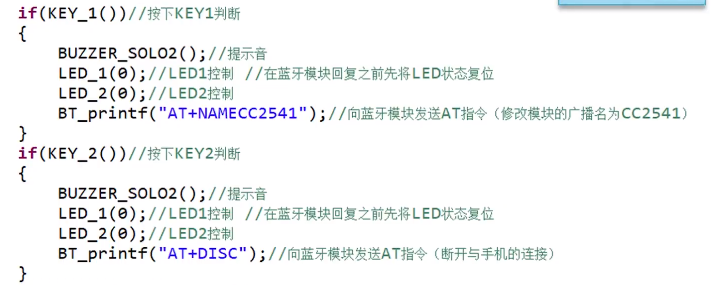 if(KEY_1())//按下KEY1判断
{
BUZZER_SOLO2();//提示音
LED_1(0);//LED1控制 //在蓝牙模块回复之前先将LED状态复位
LED_2(0);//LED2控制
BT_printf("AT+NAMECC2541");//向蓝牙模块发送AT指令（修改模块的广播名为CC2541）
}
if(KEY_2())//按下KEY2判断
{
BUZZER_SOLO2();//提示音
LED_1(0);//LED1控制 //在蓝牙模块回复之前先将LED状态复位
LED_2(0);//LED2控制
BT_printf("AT+DISC");//向蓝牙模块发送AT指令（断开与手机的连接）
}